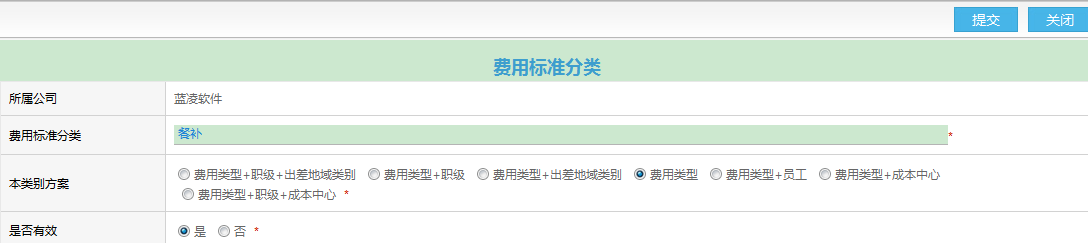 提交 关闭
费用标准分类
所属公司 蓝凌软件
费用标准分类 餐补 *
本类别方案 费用类型+职级+出差地域类别 费用类型+职级 费用类型+出差地域类别 费用类型 费用类型+员工 费用类型+成本中心
费用类型+职级+成本中心 *
是否有效 是 否 *